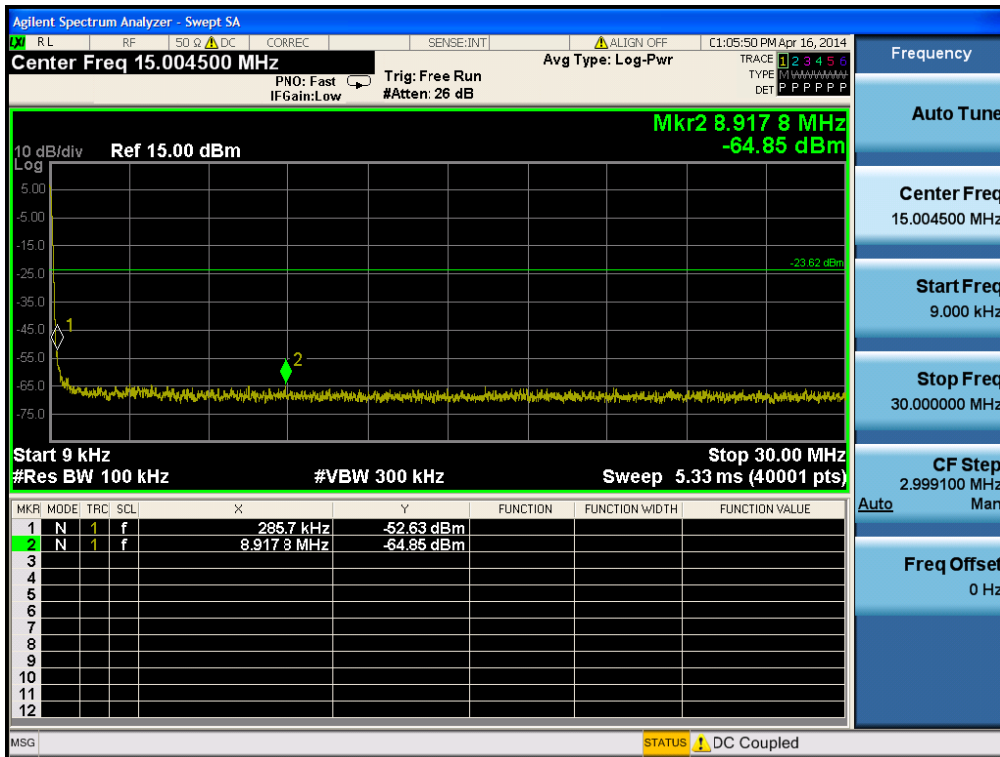 Agilent Spectrum Analyzer - Swept SA
LXI RL RF 50 Ω DC CORREC SENSE:INT ALIGN OFF 01:05:50 PM Apr 16, 2014
Center Freq 15.004500 MHz
PNO: Fast
IFGain:Low
Trig: Free Run
#Atten: 26 dB
Avg Type: Log-Pwr
TRACE 1 2 3 4 5 6
TYPE M WWWWW
DET P P P P P P
Mkr2 8.917 8 MHz
-64.85 dBm
10 dB/div Ref 15.00 dBm
Log
5.00
-5.00
-15.0
-23.62 dBm
-25.0
-35.0
1
-45.0
-55.0
2
-65.0
-75.0
Start 9 kHz Stop 30.00 MHz
#Res BW 100 kHz #VBW 300 kHz Sweep 5.33 ms (40001 pts)
MKR MODE TRC SCL X Y FUNCTION FUNCTION WIDTH FUNCTION VALUE
1 N 1 f 285.7 kHz -52.63 dBm
2 N 1 f 8.917 8 MHz -64.85 dBm
3
4
5
6
7
8
9
10
11
12
MSG STATUS DC Coupled
Frequency
Auto Tune
Center Freq
15.004500 MHz
Start Freq
9.000 kHz
Stop Freq
30.000000 MHz
CF Step
2.999100 MHz
Auto Man
Freq Offset
0 Hz